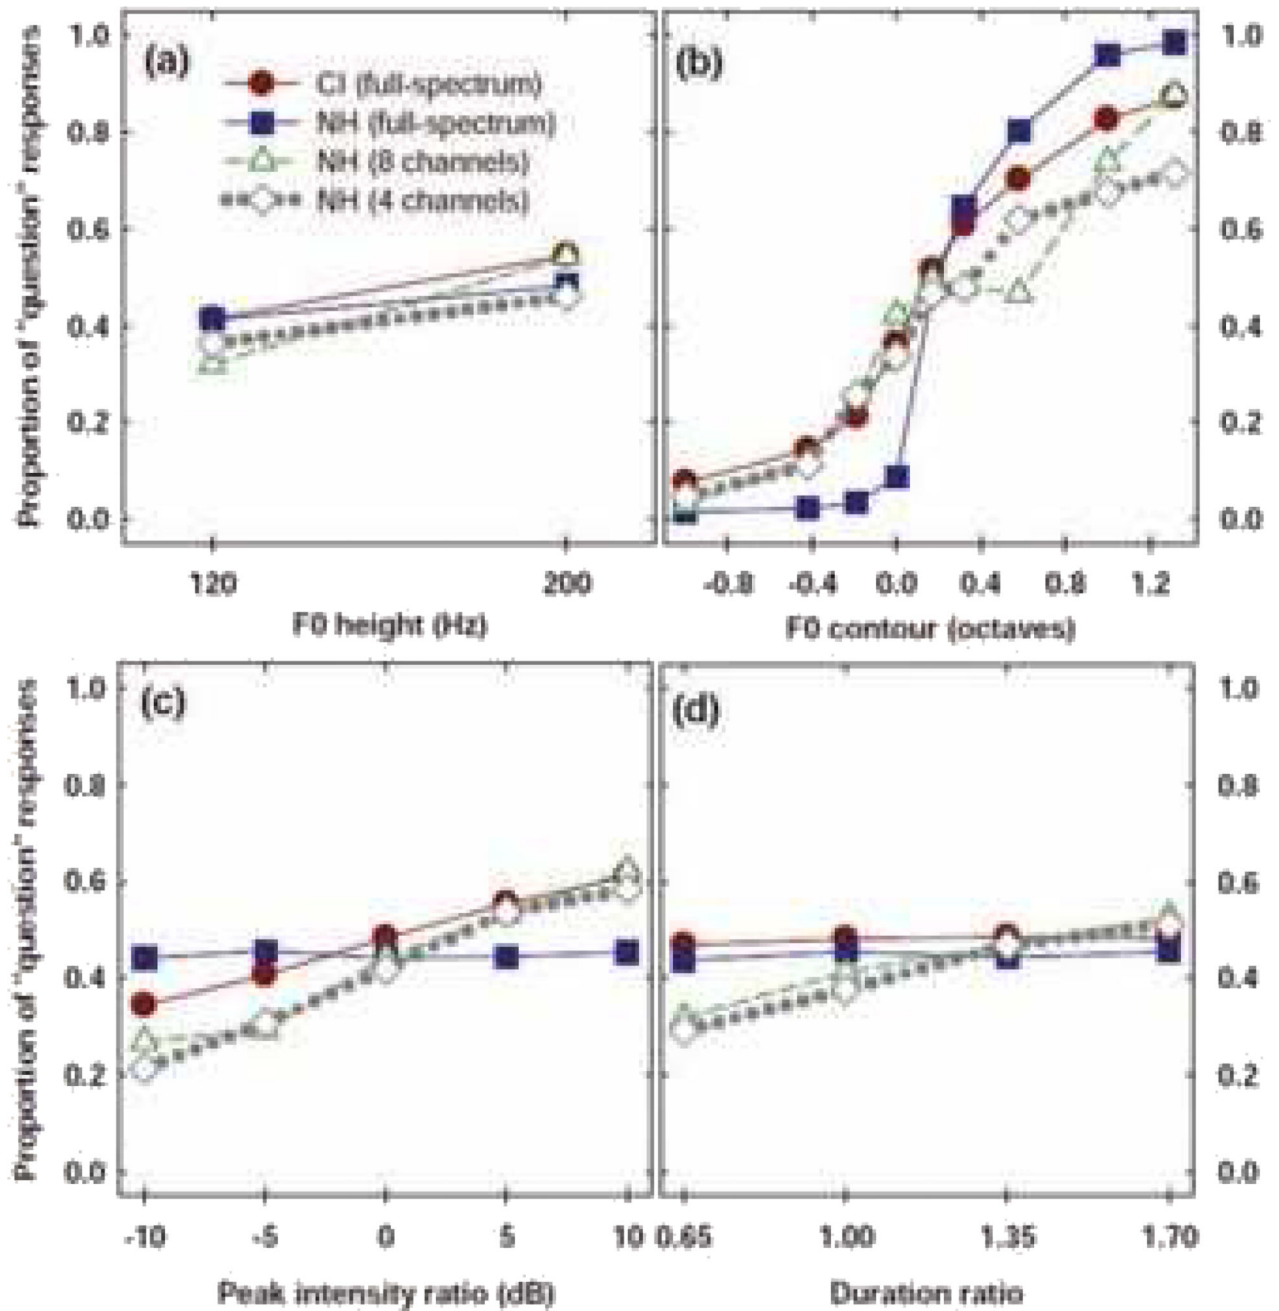 (a)
CI (full-spectrum)
NH (full-spectrum)
NH (8 channels)
NH (4 channels)
Proportion of "question" responses
1.0
0.8
0.6
0.4
0.2
0.0
120 200
F0 height (Hz)
(b)
1.0
0.8
0.6
0.4
0.2
0.0
-0.8 -0.4 0.0 0.4 0.8 1.2
F0 contour (octaves)
(c)
Proportion of "question" responses
1.0
0.8
0.6
0.4
0.2
0.0
-10 -5 0 5 10
Peak intensity ratio (dB)
(d)
1.0
0.8
0.6
0.4
0.2
0.0
0.65 1.00 1.35 1.70
Duration ratio